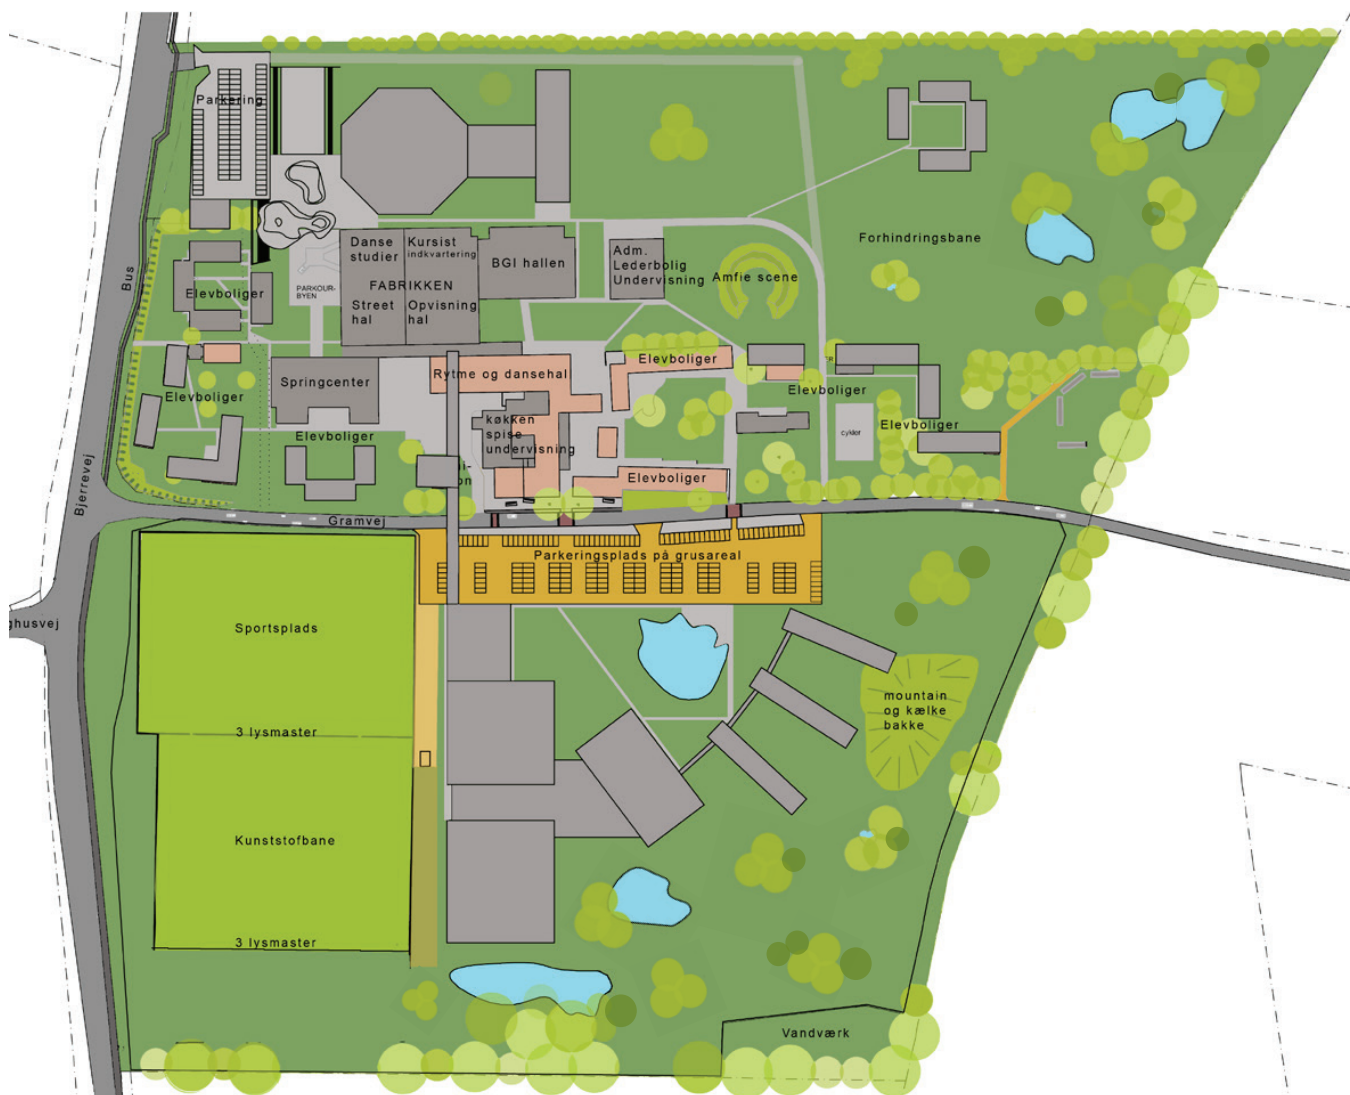 Parkering
Forhindringsbane
Danse
studier
Kursist
indkvartering
FABRIKKEN
Street
hal
Opvisning
hal
BGI hallen
Adm.
Lederbolig
Undervisning
Amfie scene
Bus
Elevboliger
PARKOUR-
BYEN
Elevboliger
Springcenter
Rytme og dansehal
Elevboliger
Elevboliger
Elevboliger
køkken
spise
undervisning
cykler
Elevboliger
Elevboliger
Elevboliger
Bjerrevej
Gramvej
Parkeringsplads på grusareal
ghusvej
Sportsplads
3 lysmaster
mountain
og kælke
bakke
Kunststofbane
3 lysmaster
Vandværk